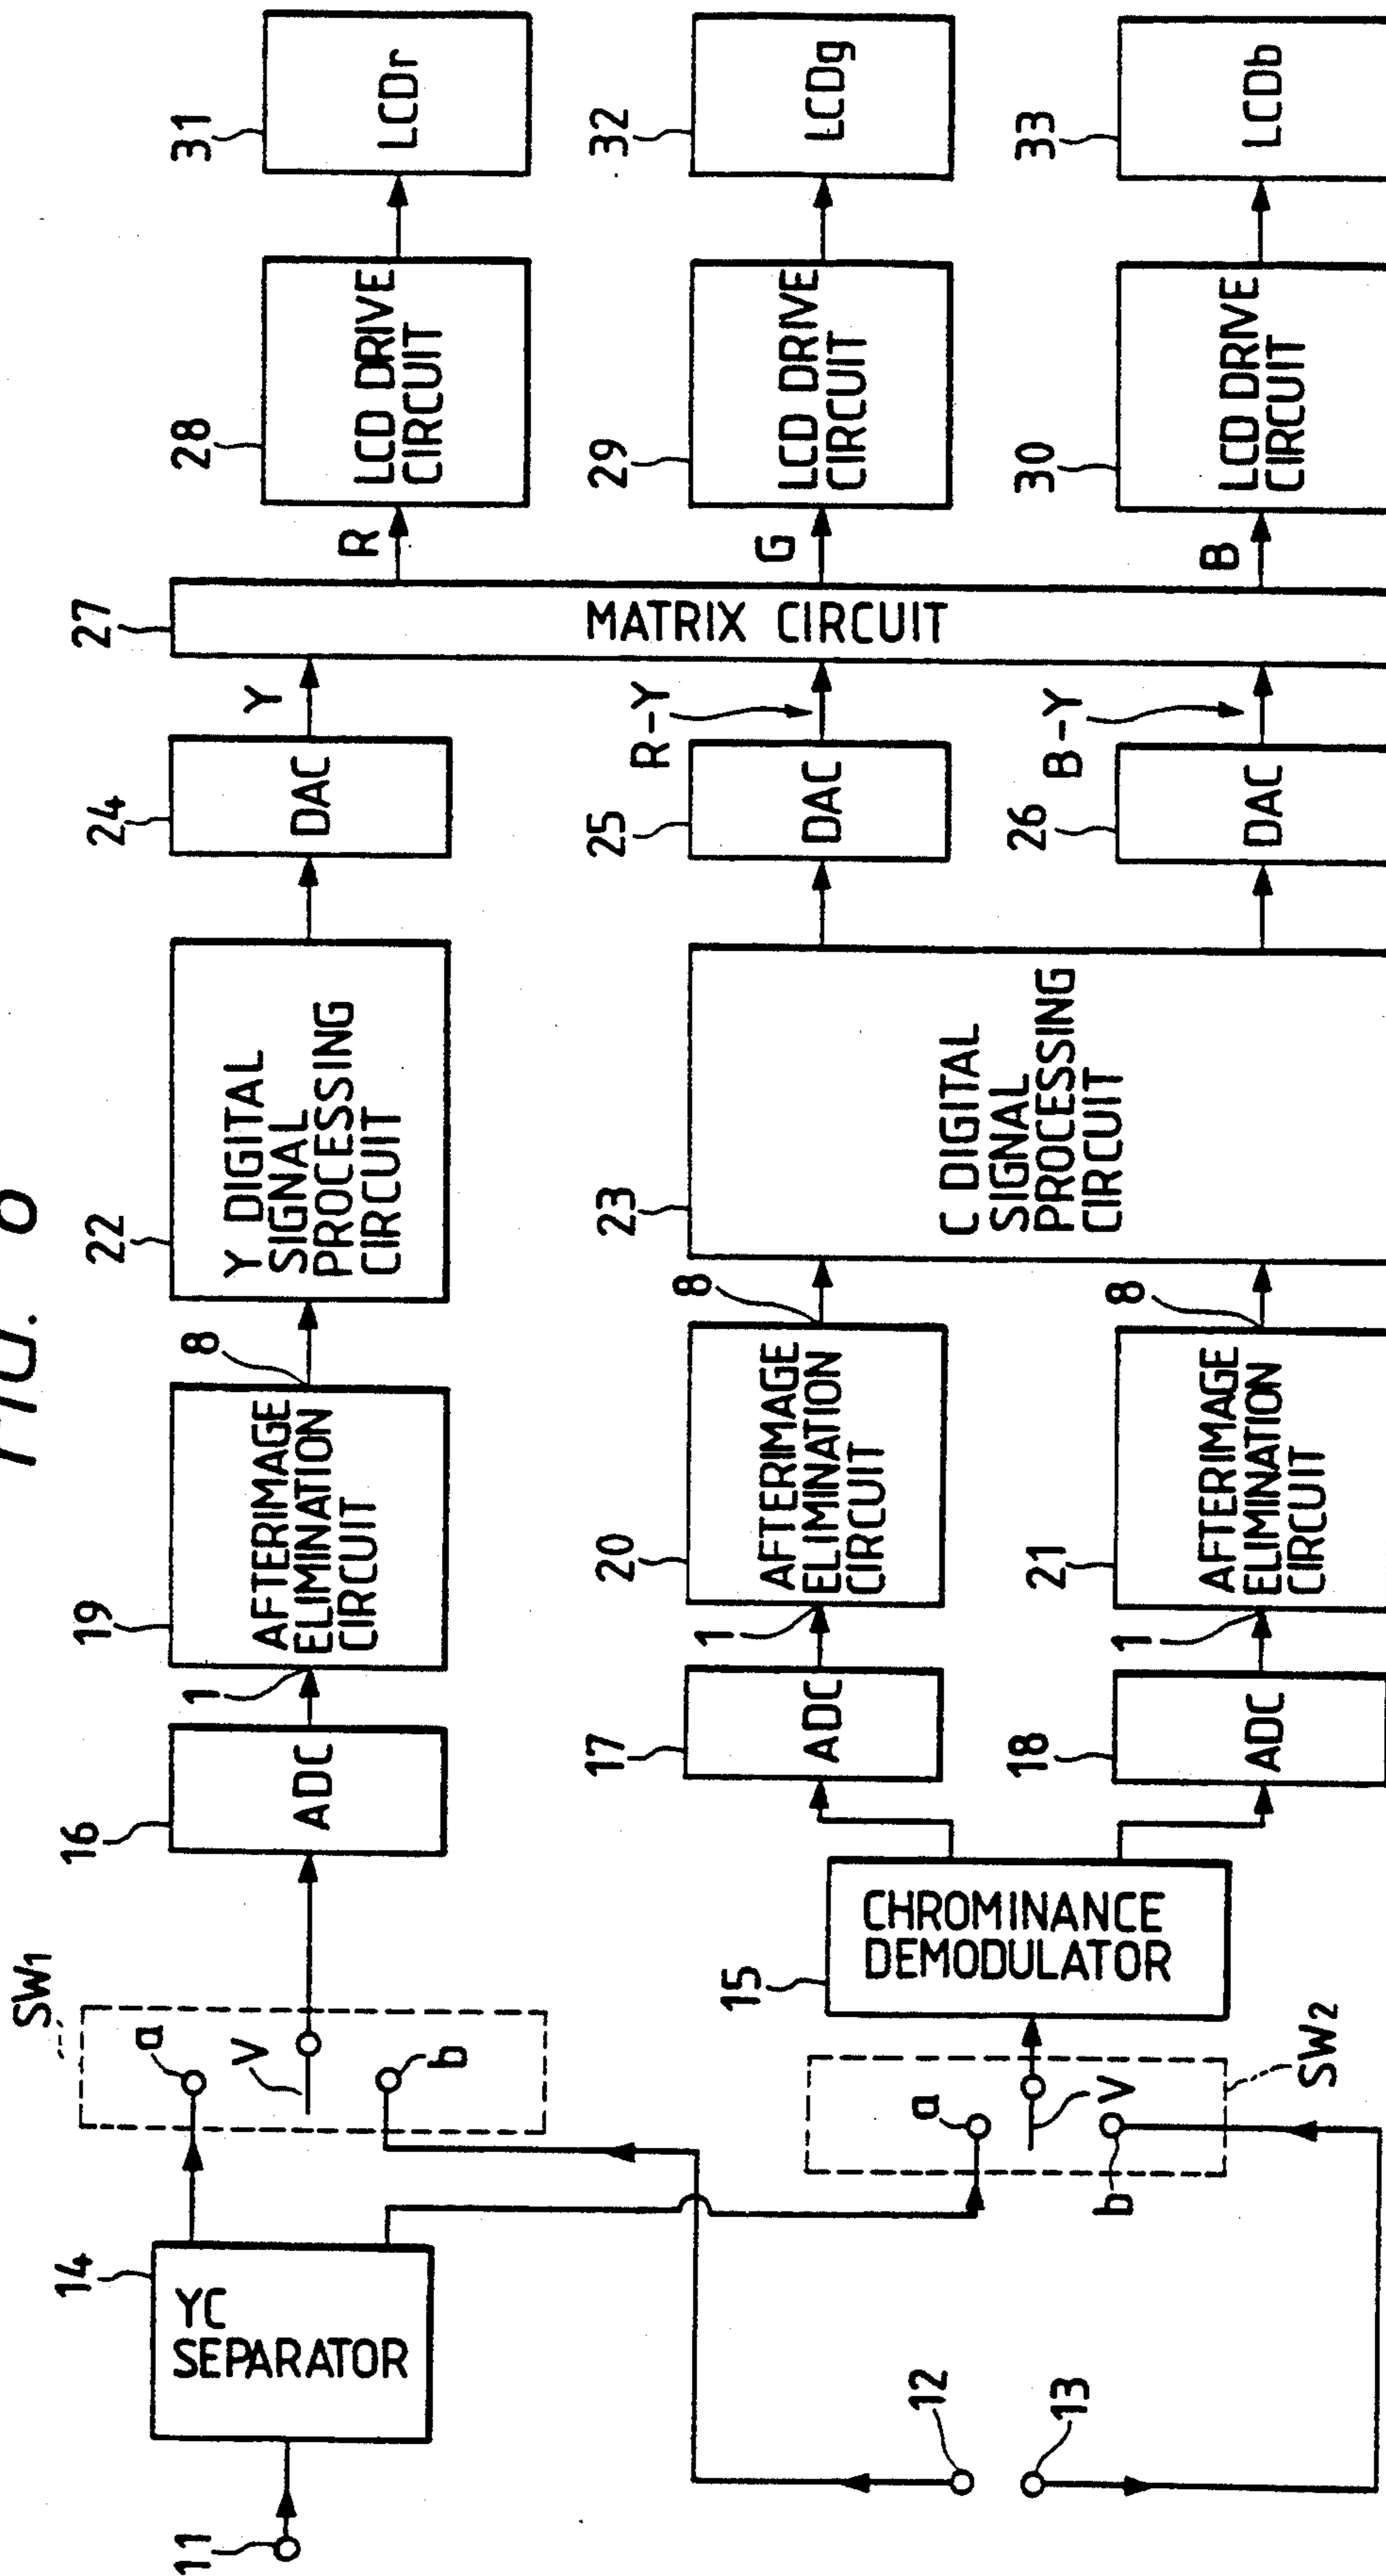 11
14
YC
SEPARATOR
12
13
SW1
a
V
b
SW2
a
V
b
15
CHROMINANCE
DEMODULATOR
16
ADC
17
ADC
18
ADC
1
1
1
19
AFTERIMAGE
ELIMINATION
CIRCUIT
20
AFTERIMAGE
ELIMINATION
CIRCUIT
21
AFTERIMAGE
ELIMINATION
CIRCUIT
8
8
8
22
Y DIGITAL
SIGNAL
PROCESSING
CIRCUIT
23
C DIGITAL
SIGNAL
PROCESSING
CIRCUIT
24
DAC
25
DAC
26
DAC
Y
R-Y
B-Y
27
MATRIX CIRCUIT
R
G
B
28
LCD DRIVE
CIRCUIT
29
LCD DRIVE
CIRCUIT
30
LCD DRIVE
CIRCUIT
31
LCDr
32
LCDg
33
LCDb